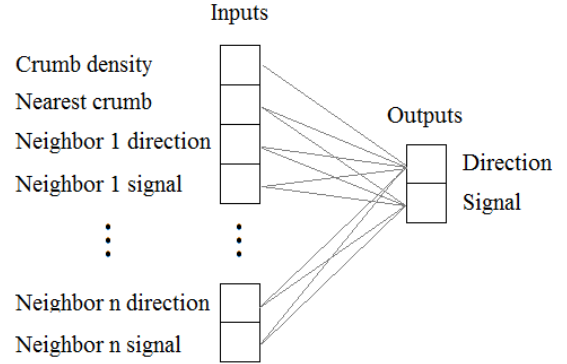 Inputs
Crumb density
Nearest crumb
Neighbor 1 direction
Neighbor 1 signal
Neighbor n direction
Neighbor n signal
Outputs
Direction
Signal